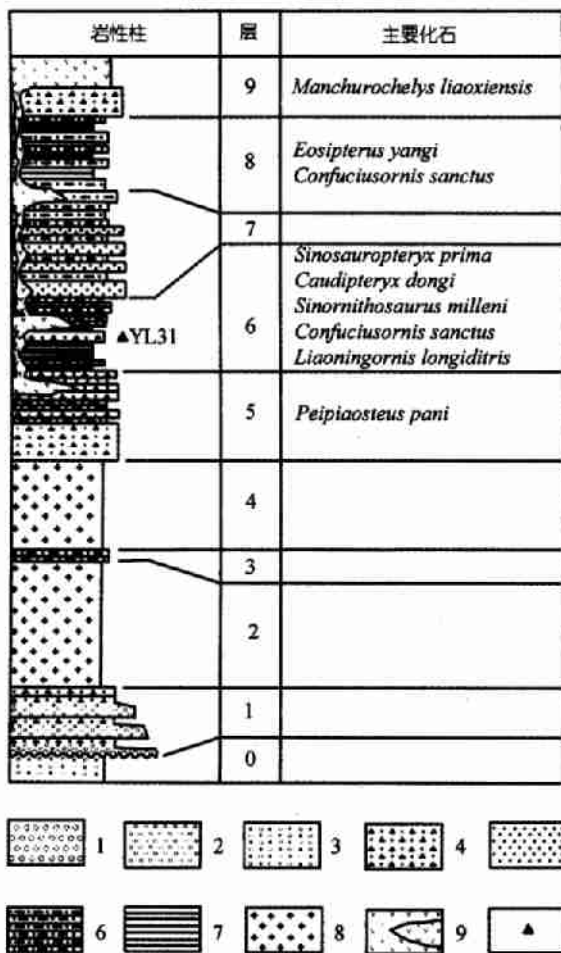 岩性柱 层 主要化石
9 Manchurochelys liaoxiensis
8 Eosipterus yangi
Confuciusornis sanctus
7
Sinosauropteryx prima
Caudipteryx dongi
▲YL31 6 Sinornithosaurus milleni
Confuciusornis sanctus
Liaoningornis longiditris
5 Peipiaosteus pani
4
3
2
1
0
1 2 3 4
6 7 8 9